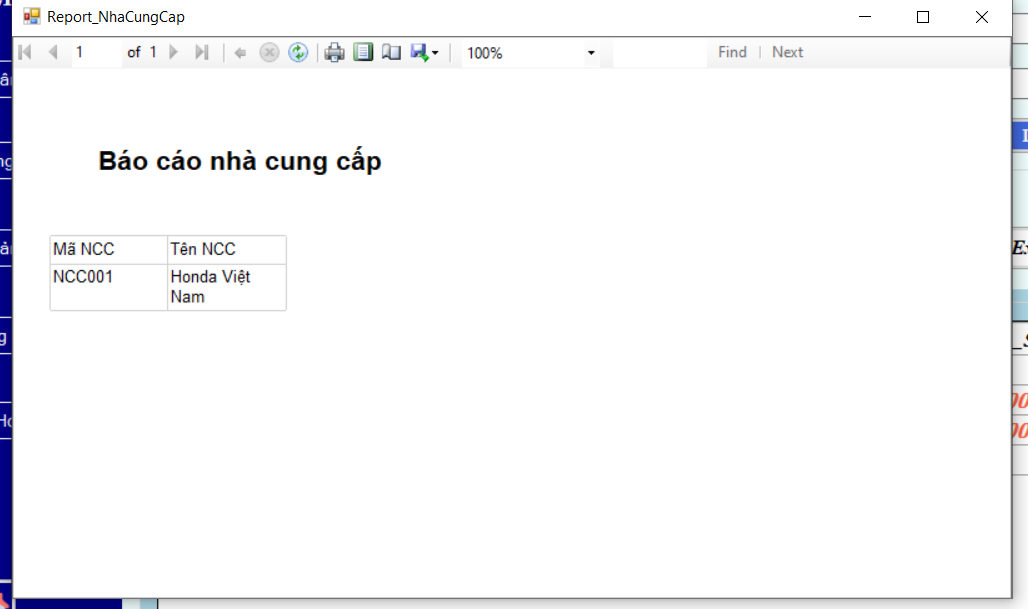 Report_NhaCungCap
1 of 1 100% Find Next
Báo cáo nhà cung cấp
Mã NCC Tên NCC
NCC001 Honda Việt
Nam